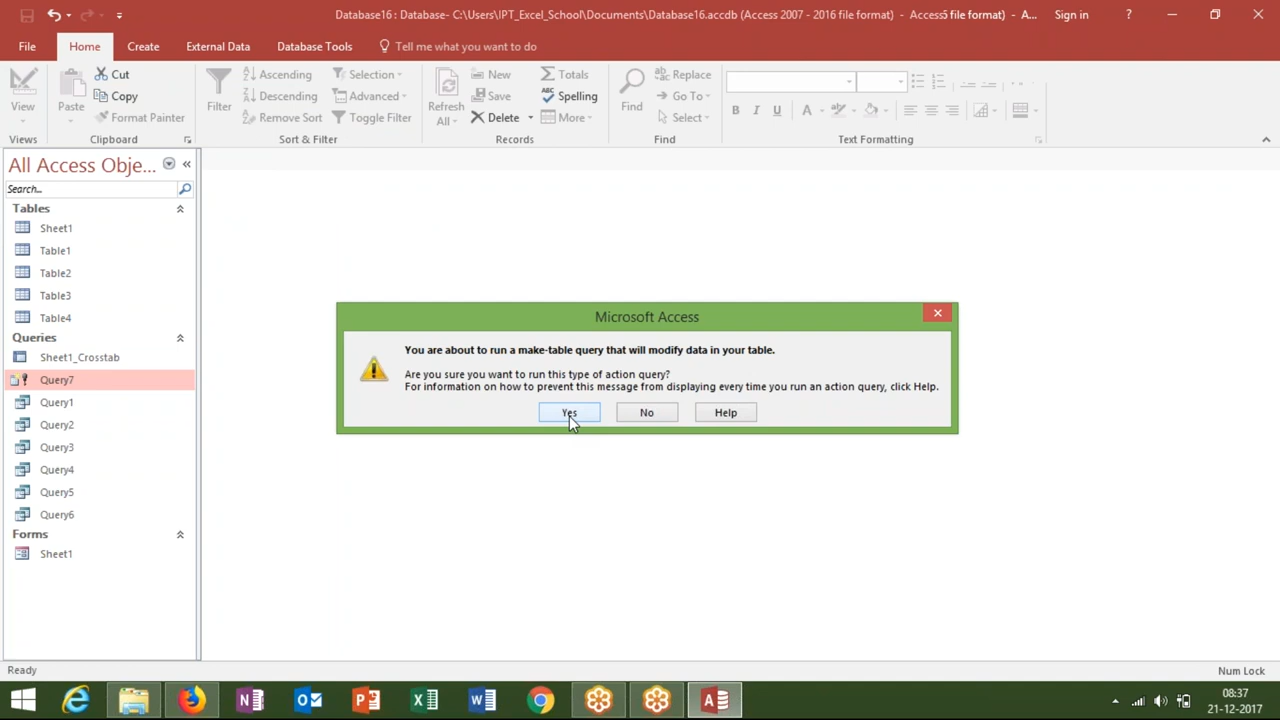 Database16 : Database- C:\Users\IPT_Excel_School\Documents\Database16.accdb (Access 2007 - 2016 file format) - Access5 file format) - A...
Sign in
?
File
Home
Create
External Data
Database Tools
Tell me what you want to do
View
Views
Paste
Cut
Copy
Format Painter
Clipboard
Filter
Ascending
Descending
Remove Sort
Selection
Advanced
Toggle Filter
Sort & Filter
Refresh
All
New
Save
Delete
Totals
Spelling
More
Records
Find
Replace
Go To
Select
Find
B I U A
Text Formatting
All Access Obje...
Search...
Tables
Sheet1
Table1
Table2
Table3
Table4
Queries
Sheet1_Crosstab
Query7
Query1
Query2
Query3
Query4
Query5
Query6
Forms
Sheet1
Microsoft Access
You are about to run a make-table query that will modify data in your table.
Are you sure you want to run this type of action query?
For information on how to prevent this message from displaying every time you run an action query, click Help.
Yes
No
Help
Ready
Num Lock
08:37
21-12-2017